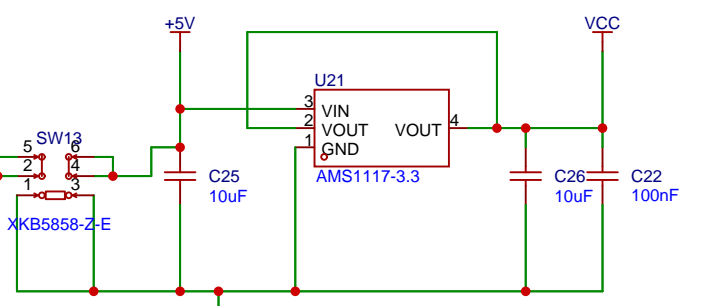 +5V
VCC
U21
3
VIN
2
VOUT
VOUT
4
1
GND
AMS1117-3.3
SW13
5
6
2
4
1
3
XKB5858-Z-E
C25
10uF
C26
10uF
C22
100nF